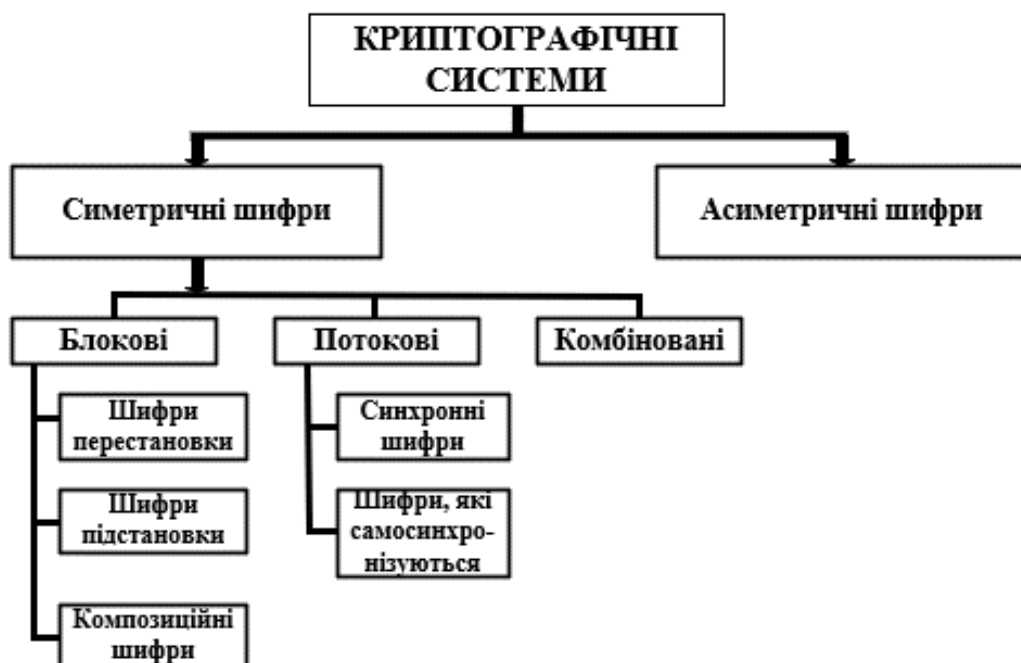 КРИПТОГРАФІЧНІ
СИСТЕМИ
Симетричні шифри
Асиметричні шифри
Блокові
Потокові
Комбіновані
Шифри
перестановки
Синхронні
шифри
Шифри
підстановки
Шифри, які
самосинхро-
нізуються
Композиційні
шифри